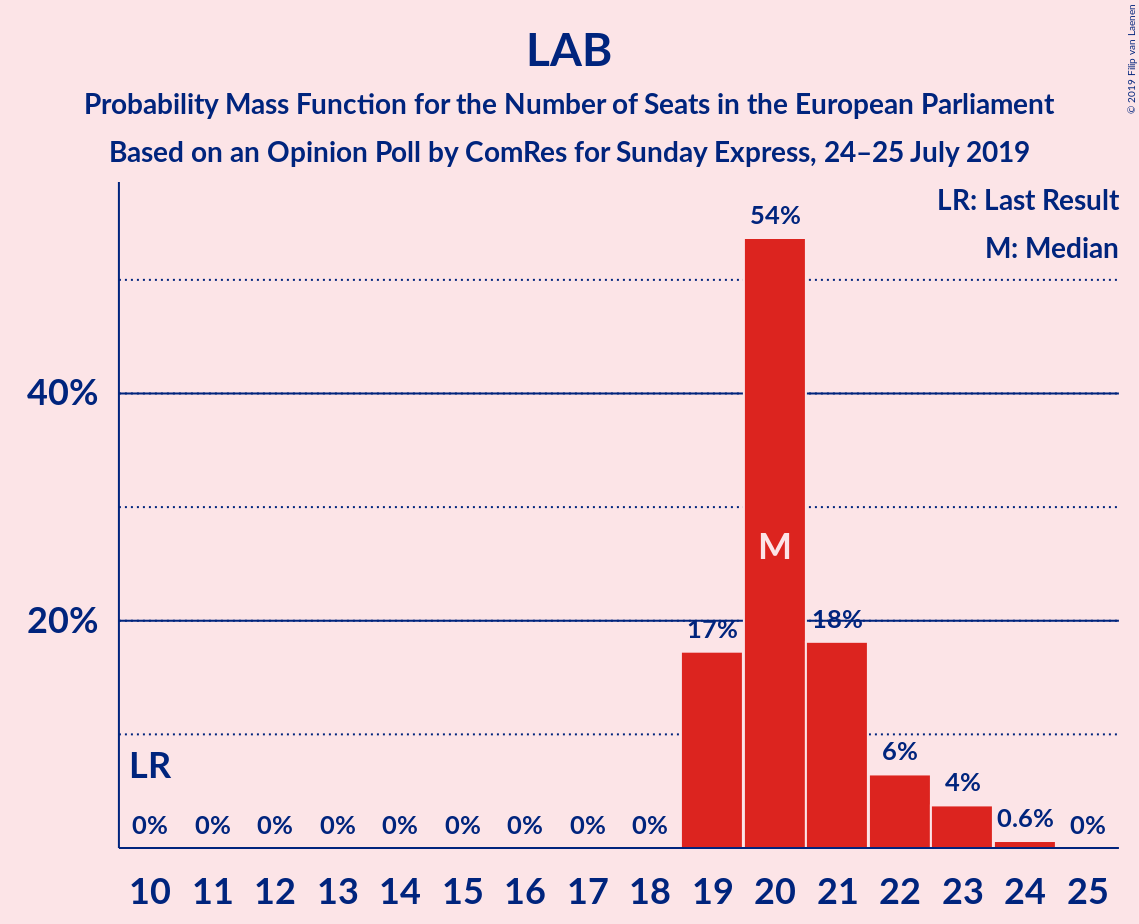 LAB
Probability Mass Function for the Number of Seats in the European Parliament
Based on an Opinion Poll by ComRes for Sunday Express, 24–25 July 2019
© 2019 Filip van Laenen
LR: Last Result
M: Median
54%
40%
M
20%
17%
18%
LR
6%
4%
0% 0% 0% 0% 0% 0% 0% 0% 0% 0.6% 0%
10 11 12 13 14 15 16 17 18 19 20 21 22 23 24 25